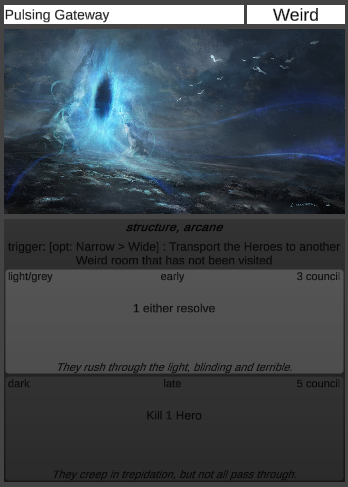 Pulsing Gateway
Weird
structure, arcane
trigger: [opt: Narrow > Wide] : Transport the Heroes to another
Weird room that has not been visited
light/grey early 3 council
1 either resolve
They rush through the light, blinding and terrible.
dark late 5 council
Kill 1 Hero
They creep in trepidation, but not all pass through.